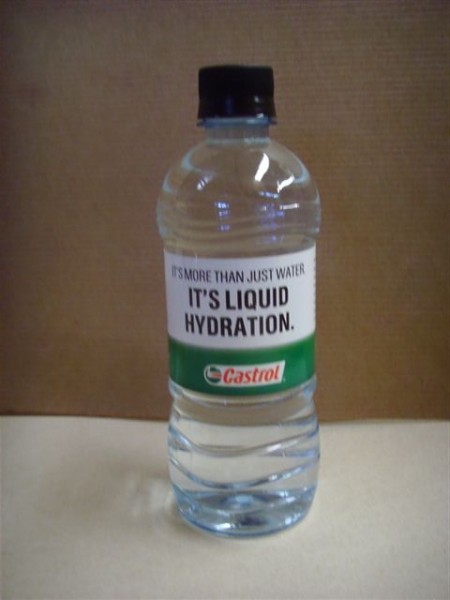 IT'S MORE THAN JUST WATER.
IT'S LIQUID
HYDRATION.
Castrol